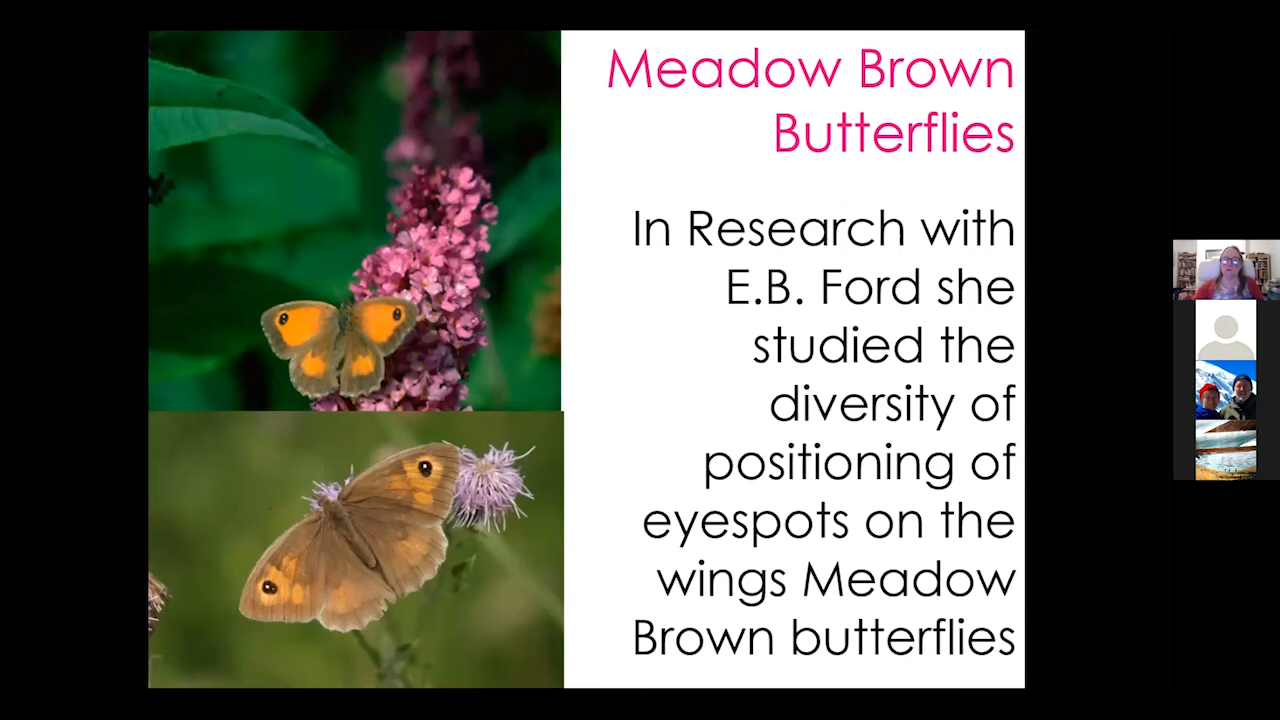 Meadow Brown
Butterflies
In Research with
E.B. Ford she
studied the
diversity of
positioning of
eyespots on the
wings Meadow
Brown butterflies